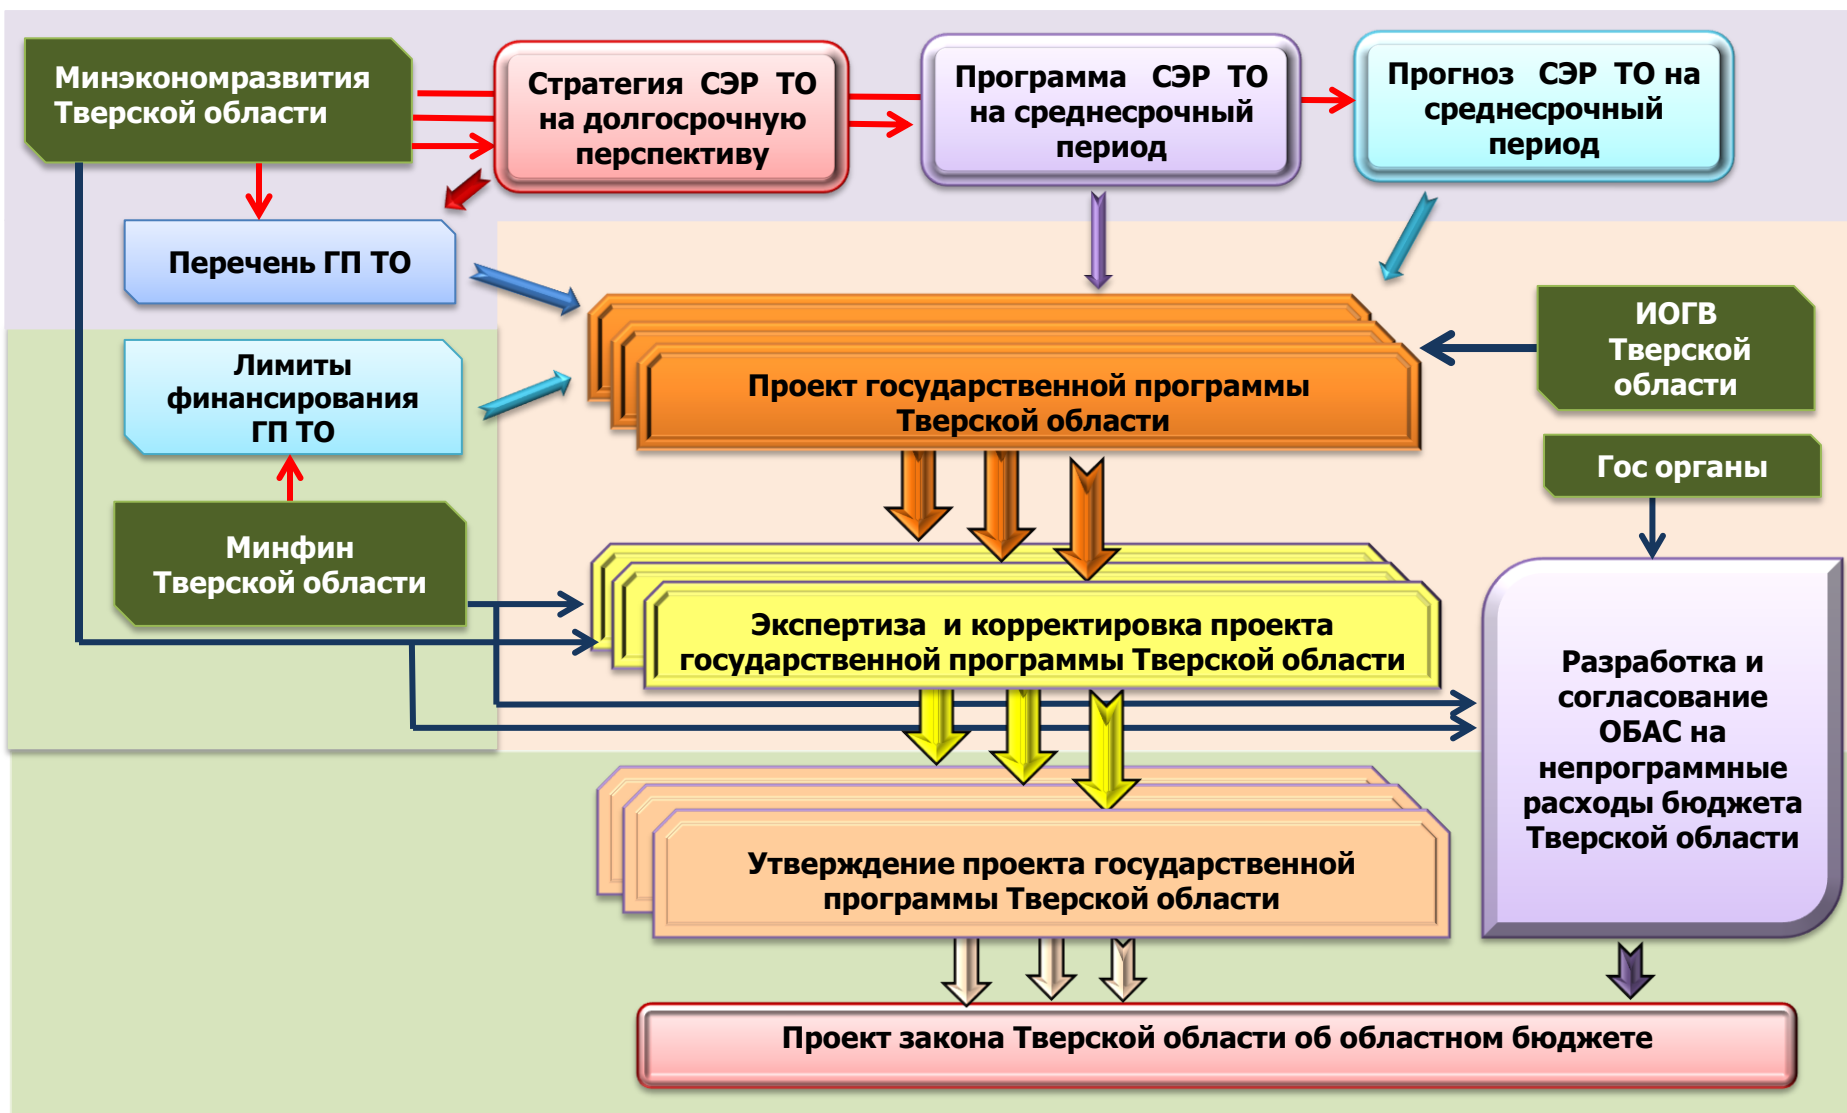 Минэкономразвития
Тверской области
Стратегия СЭР ТО
на долгосрочную
перспективу
Программа СЭР ТО
на среднесрочный
период
Прогноз СЭР ТО на
среднесрочный
период
Перечень ГП ТО
Лимиты
финансирования
ГП ТО
Минфин
Тверской области
Проект государственной программы
Тверской области
ИОГВ
Тверской
области
Гос органы
Экспертиза и корректировка проекта
государственной программы Тверской области
Разработка и
согласование
ОБАС на
непрограммные
расходы бюджета
Тверской области
Утверждение проекта государственной
программы Тверской области
Проект закона Тверской области об областном бюджете